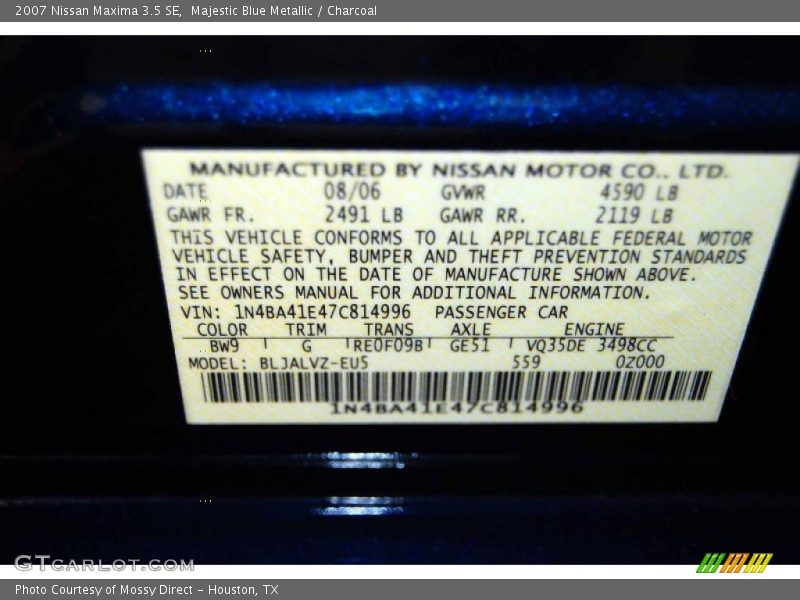 2007 Nissan Maxima 3.5 SE,  Majestic Blue Metallic / Charcoal
MANUFACTURED BY NISSAN MOTOR CO., LTD.
DATE 08/06 GVWR 4590 LB
GAWR FR. 2491 LB GAWR RR. 2119 LB
THIS VEHICLE CONFORMS TO ALL APPLICABLE FEDERAL MOTOR
VEHICLE SAFETY, BUMPER AND THEFT PREVENTION STANDARDS
IN EFFECT ON THE DATE OF MANUFACTURE SHOWN ABOVE.
SEE OWNERS MANUAL FOR ADDITIONAL INFORMATION.
VIN: 1N4BA41E47C814996 PASSENGER CAR
COLOR TRIM TRANS AXLE ENGINE
BW9 G RE0F09B GE51 VQ35DE 3498CC
MODEL: BLJALVZ-EU5 559 0Z000
1N4BA41E47C814996
GTCARLOT.COM
Photo Courtesy of Mossy Direct – Houston, TX